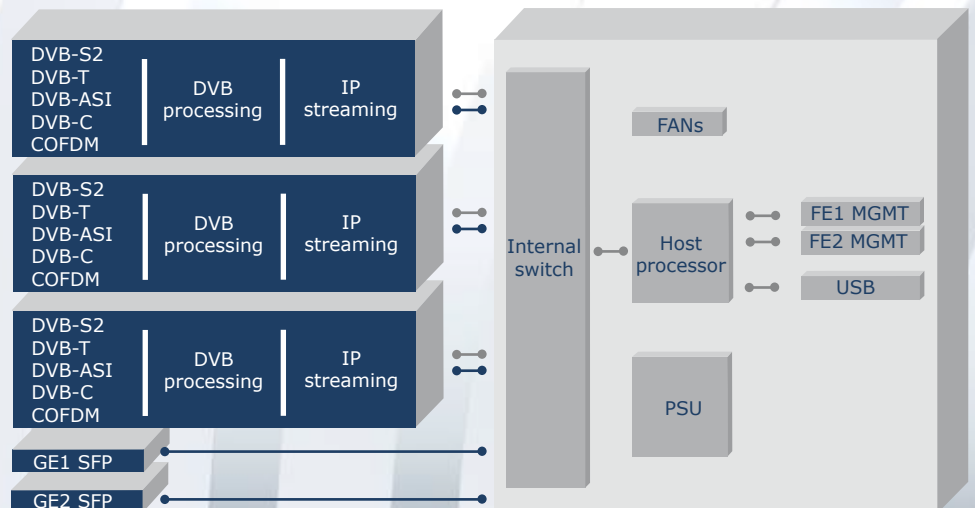 DVB-S2
DVB-T
DVB-ASI
DVB-C
COFDM
DVB
processing
IP
streaming
DVB-S2
DVB-T
DVB-ASI
DVB-C
COFDM
DVB
processing
IP
streaming
DVB-S2
DVB-T
DVB-ASI
DVB-C
COFDM
DVB
processing
IP
streaming
GE1 SFP
GE2 SFP
Internal
switch
FANs
Host
processor
FE1 MGMT
FE2 MGMT
USB
PSU